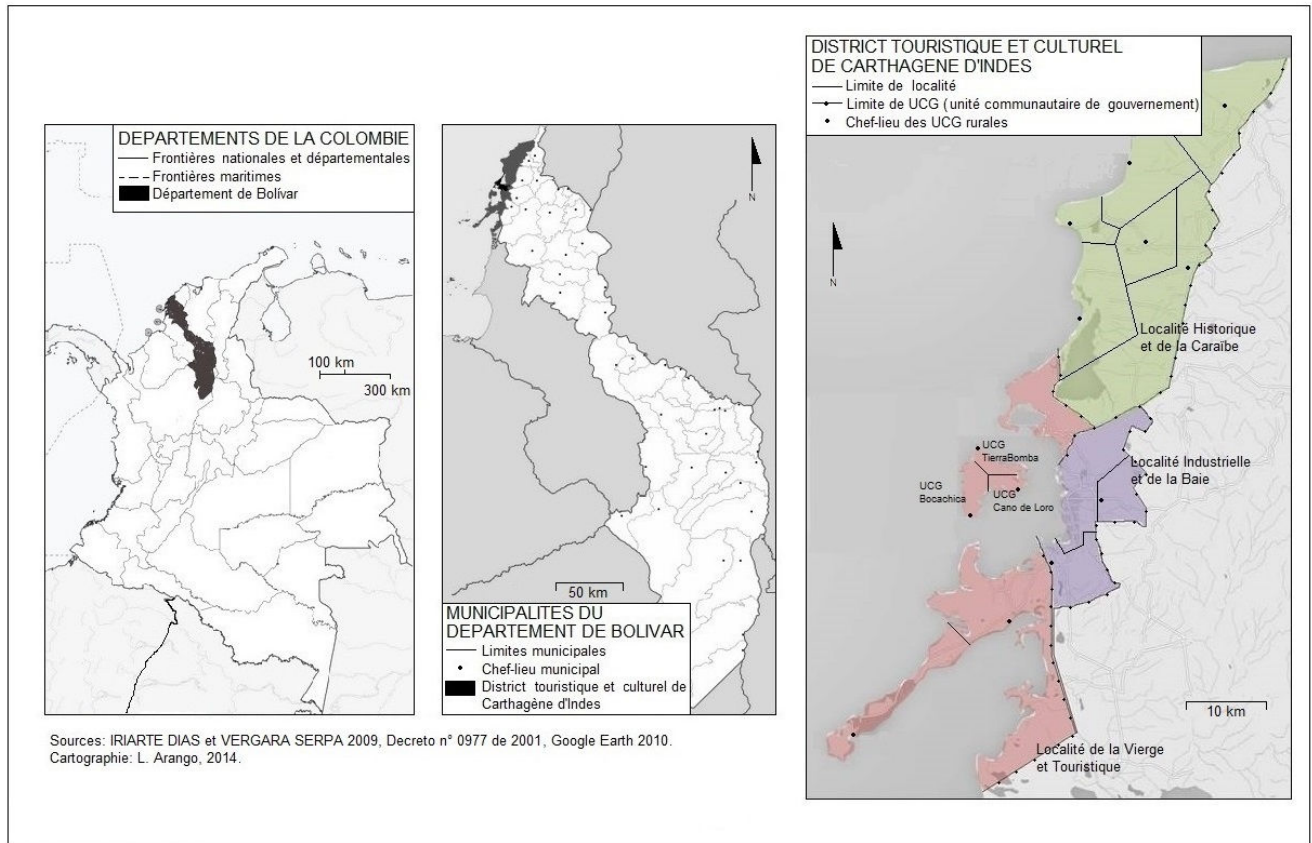 DEPARTEMENTS DE LA COLOMBIE
Frontières nationales et départementales
Frontières maritimes
Département de Bolívar
100 km
300 km
N
50 km
MUNICIPALITES DU
DEPARTEMENT DE BOLIVAR
Limites municipales
Chef-lieu municipal
District touristique et culturel de
Carthagène d'Indes
DISTRICT TOURISTIQUE ET CULTUREL
DE CARTHAGENE D'INDES
Limite de localité
Limite de UCG (unité communautaire de gouvernement)
Chef-lieu des UCG rurales
N
Localité Historique
et de la Caraïbe
UCG
TierraBomba
UCG
Bocachica
UCG
Cano de Loro
Localité Industrielle
et de la Baie
10 km
Localité de la Vierge
et Touristique
Sources: IRIARTE DIAS et VERGARA SERPA 2009, Decreto n° 0977 de 2001, Google Earth 2010.
Cartographie: L. Arango, 2014.